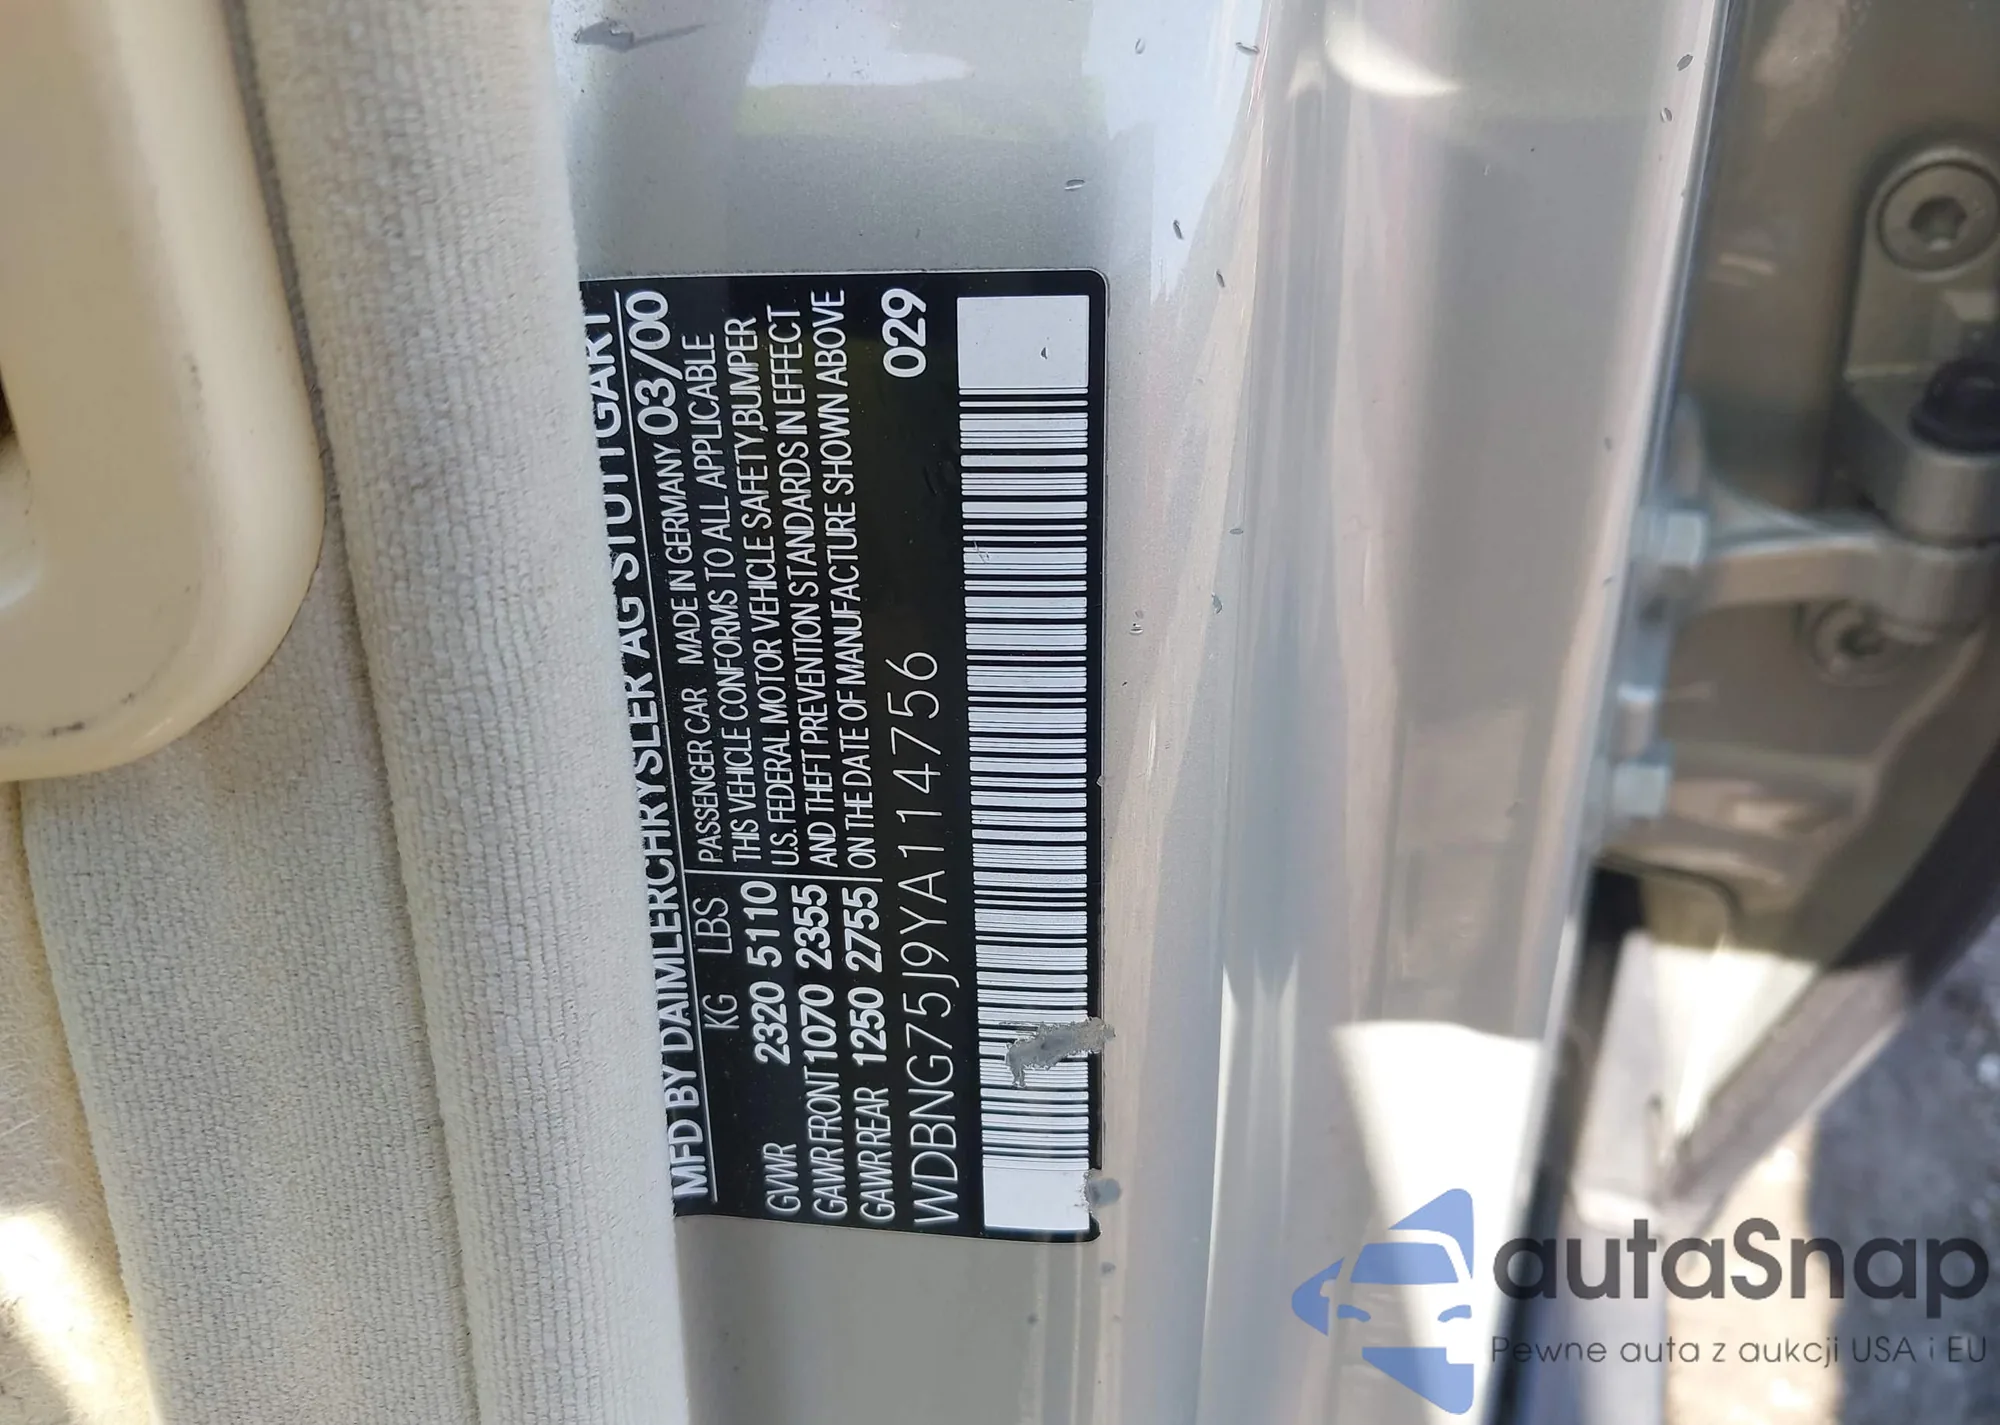 MFD BY DAIMLERCHRYSLER AG STUTTGART
KG LBS PASSENGER CAR MADE IN GERMANY 03/00
THIS VEHICLE CONFORMS TO ALL APPLICABLE
GVWR 2320 5110 U.S. FEDERAL MOTOR VEHICLE SAFETY, BUMPER
GAWR FRONT 1070 2355 AND THEFT PREVENTION STANDARDS IN EFFECT
GAWR REAR 1250 2755 ON THE DATE OF MANUFACTURE SHOWN ABOVE
WDBNG75J9YA114756 029
autaSnap
Pewne auta z aukcji USA i EU